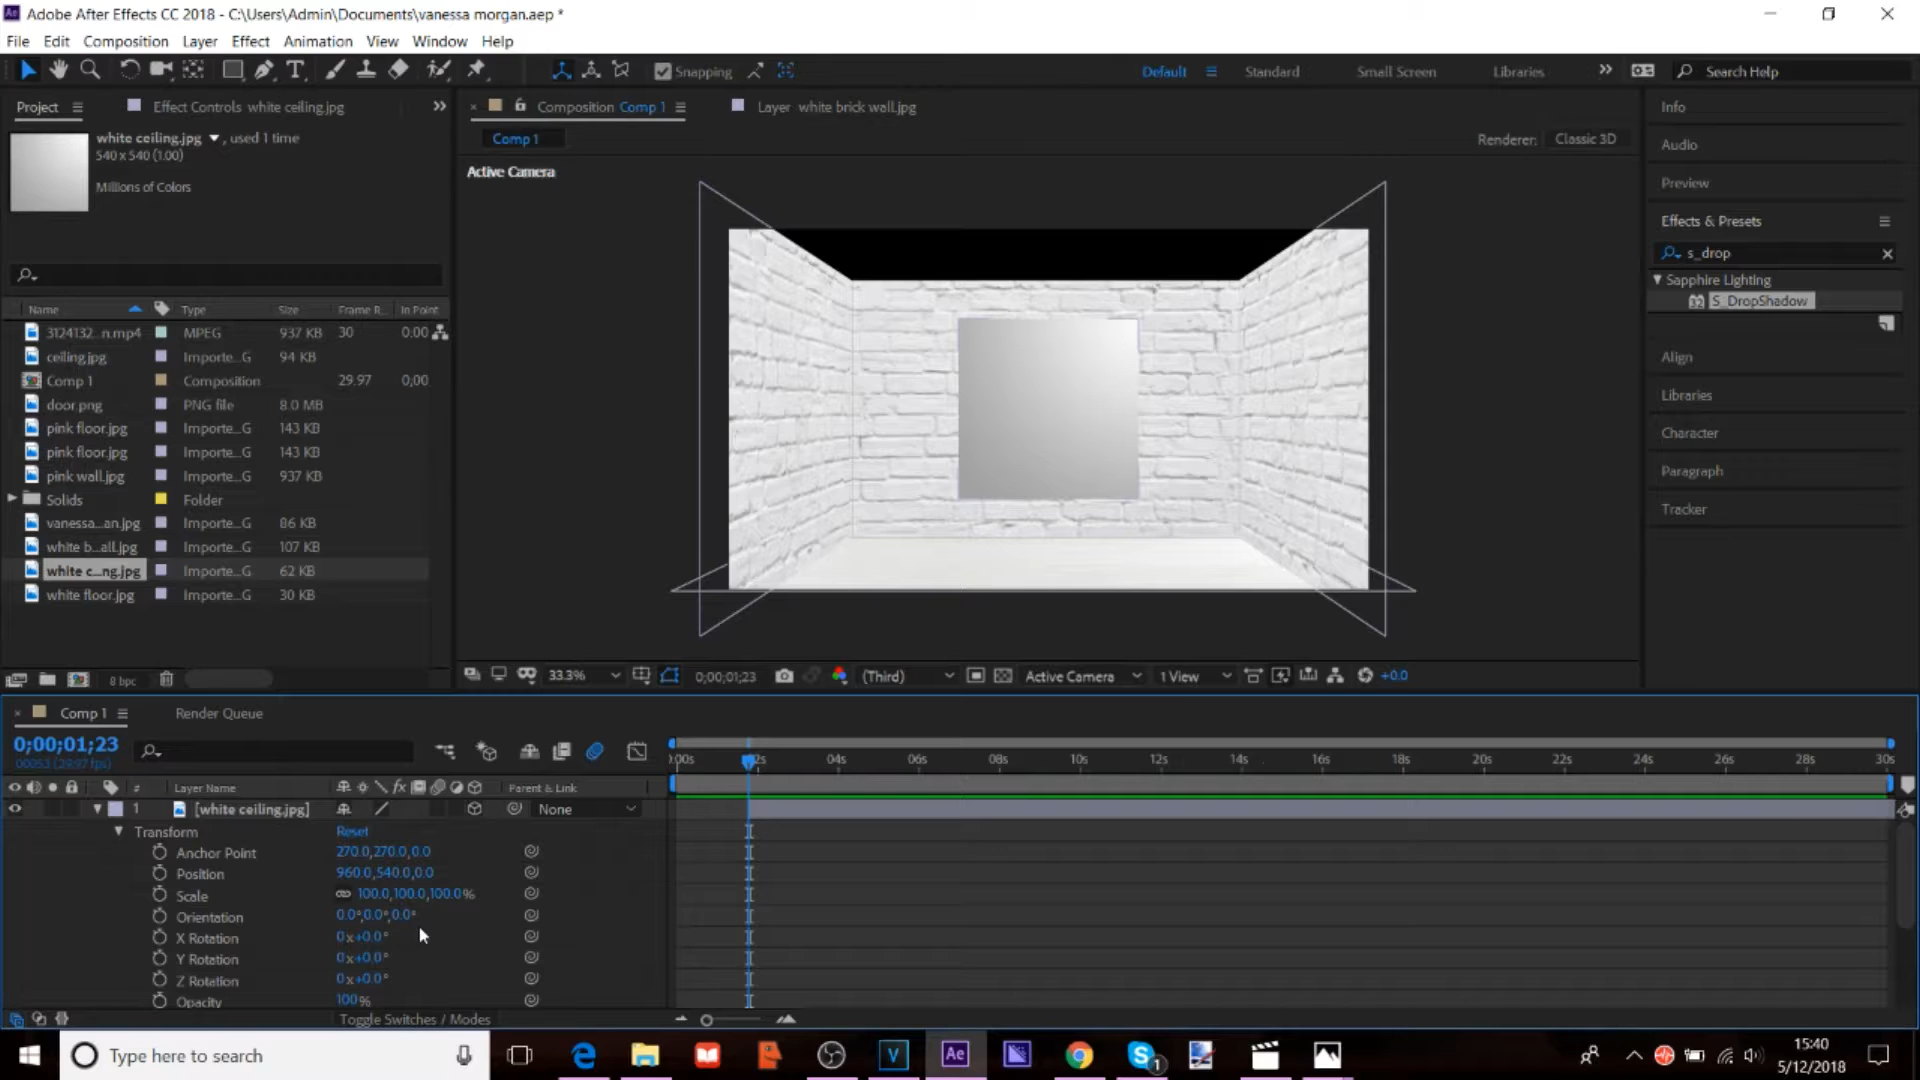 Adobe After Effects CC 2018 - C:\Users\Admin\Documents\vanessa morgan.aep *
File Edit Composition Layer Effect Animation View Window Help
Snapping
Default Standard Small Screen Libraries Search Help
Project Effect Controls white ceiling.jpg
Composition Comp 1 Layer white brick wall.jpg
Info
white ceiling.jpg , used 1 time
540 x 540 (1.00)
Millions of Colors
Comp 1
Renderer: Classic 3D
Active Camera
Audio
Preview
Effects & Presets
s_drop
Sapphire Lighting
S_DropShadow
Align
Libraries
Character
Paragraph
Tracker
Name Type Size Frame R... In Point
3124132...n.mp4 MPEG 937 KB 30 0:00
ceiling.jpg Importe...G 94 KB
Comp 1 Composition 29.97 0;00
door.png PNG file 8.0 MB
pink floor.jpg Importe...G 143 KB
pink floor.jpg Importe...G 143 KB
pink wall.jpg Importe...G 937 KB
Solids Folder
vanessa...an.jpg Importe...G 86 KB
white b...all.jpg Importe...G 107 KB
white c...ng.jpg Importe...G 62 KB
white floor.jpg Importe...G 30 KB
8 bpc
33.3% 0;00;01;23 (Third) Active Camera 1 View +0.0
Comp 1 Render Queue
0;00;01;23
00053 (29.97 fps)
:00s 2s 04s 06s 08s 10s 12s 14s 16s 18s 20s 22s 24s 26s 28s 30s
# Layer Name fx Parent & Link
1 [white ceiling.jpg] None
Transform Reset
Anchor Point 270.0,270.0,0.0
Position 960.0,540.0,0.0
Scale 100.0,100.0,100.0%
Orientation 0.0°,0.0°,0.0°
X Rotation 0x+0.0°
Y Rotation 0x+0.0°
Z Rotation 0x+0.0°
Opacity 100%
Toggle Switches / Modes
Type here to search
V
Ae
1
15:40
5/12/2018